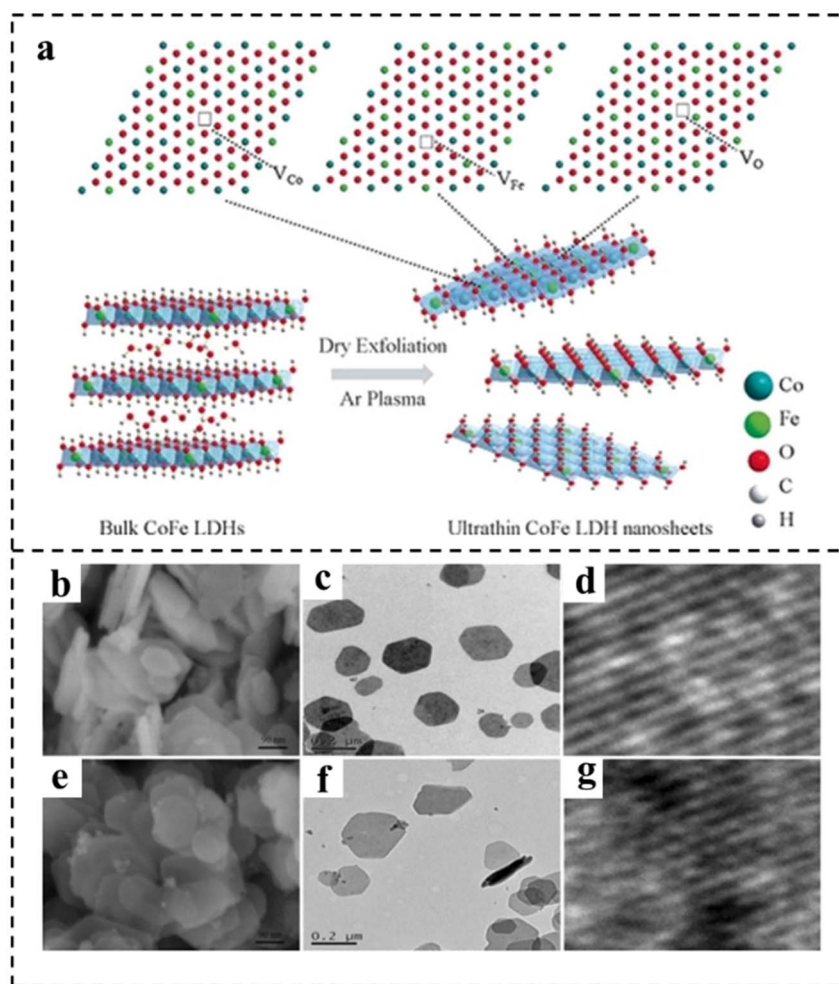 a
V Co
V Fe
V O
Dry Exfoliation
Ar Plasma
Co
Fe
O
C
H
Bulk CoFe LDHs
Ultrathin CoFe LDH nanosheets
b
c
d
e
f
g
0.2 μm